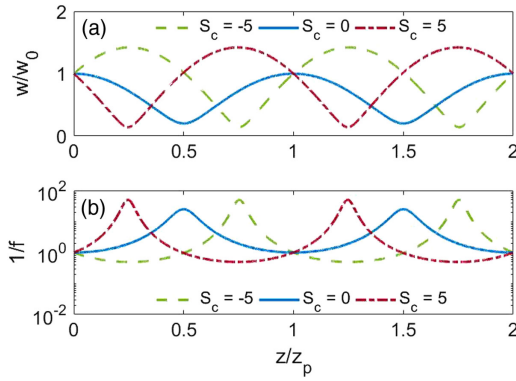 (a)
S_c = -5 S_c = 0 S_c = 5
w/w_0
2
1
0
0 0.5 1 1.5 2
(b)
1/f
10^2
10^0
10^-2
S_c = -5 S_c = 0 S_c = 5
0 0.5 1 1.5 2
z/z_p